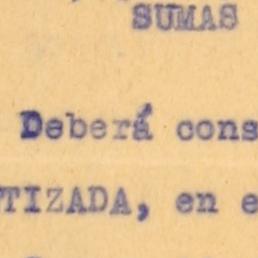 SUMAS
Deberá cons
TIZADA, en e